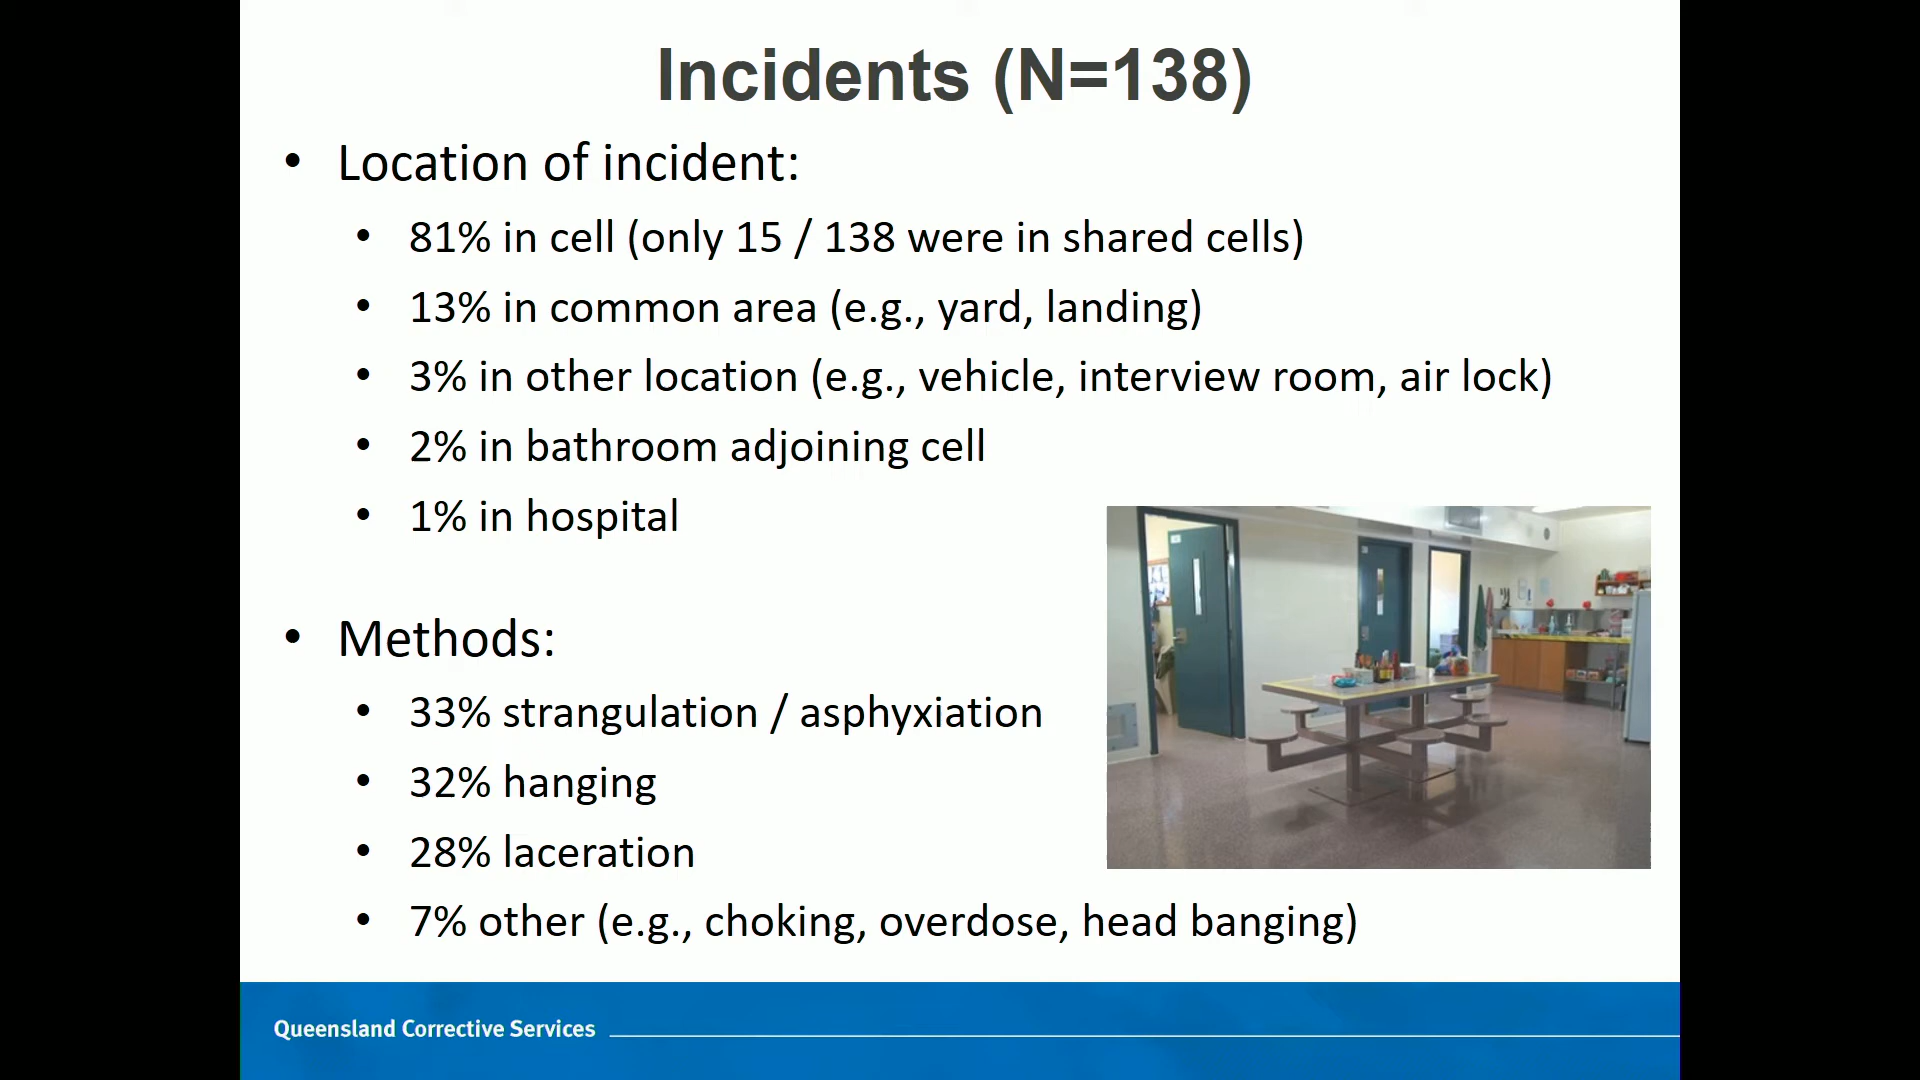 Incidents (N=138)
• Location of incident:
• 81% in cell (only 15 / 138 were in shared cells)
• 13% in common area (e.g., yard, landing)
• 3% in other location (e.g., vehicle, interview room, air lock)
• 2% in bathroom adjoining cell
• 1% in hospital
• Methods:
• 33% strangulation / asphyxiation
• 32% hanging
• 28% laceration
• 7% other (e.g., choking, overdose, head banging)
Queensland Corrective Services